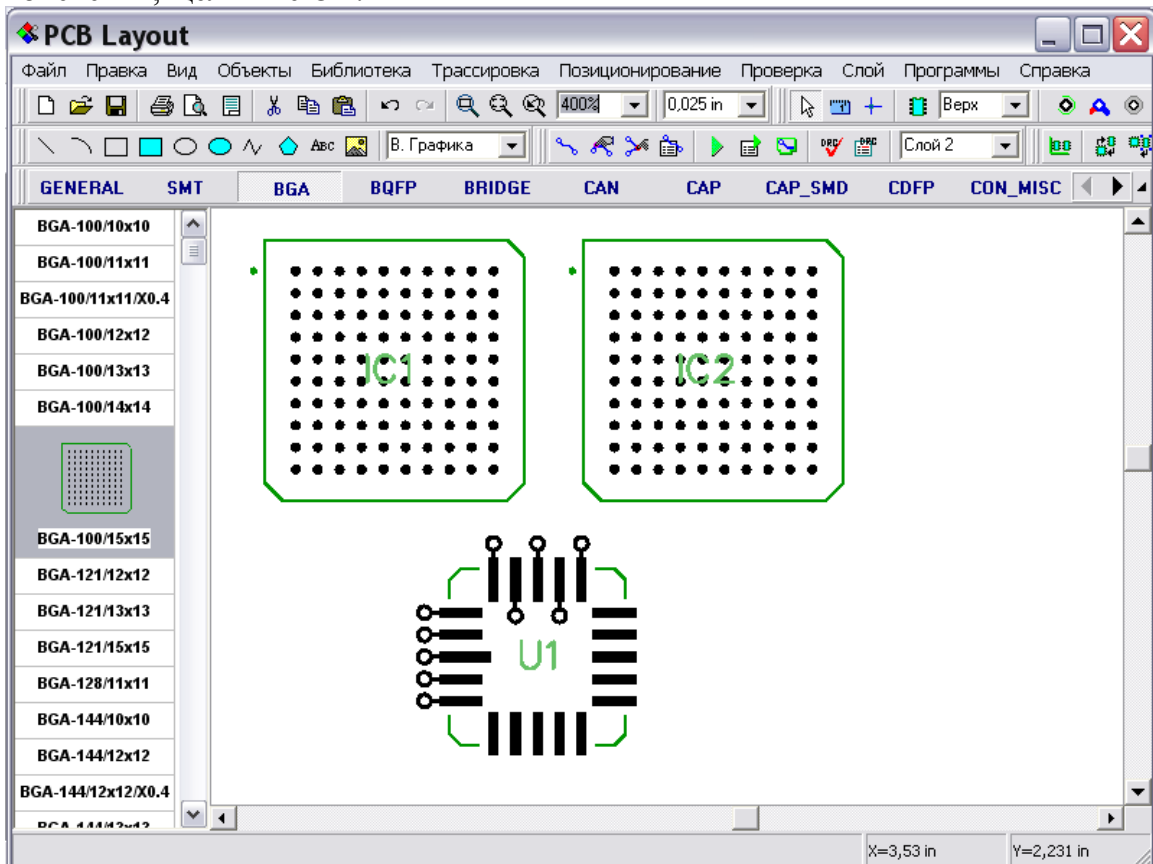 PCB Layout
Файл Правка Вид Объекты Библиотека Трассировка Позиционирование Проверка Слой Программы Справка
400% 0,025 in Верх
ABC В. Графика DRC DRC Слой 2
GENERAL SMT BGA BQFP BRIDGE CAN CAP CAP_SMD CDFP CON_MISC
BGA-100/10x10
BGA-100/11x11
BGA-100/11x11/X0.4
BGA-100/12x12
BGA-100/13x13
BGA-100/14x14
BGA-100/15x15
BGA-121/12x12
BGA-121/13x13
BGA-121/15x15
BGA-128/11x11
BGA-144/10x10
BGA-144/12x12
BGA-144/12x12/X0.4
IC1 IC2
U1
X=3,53 in Y=2,231 in